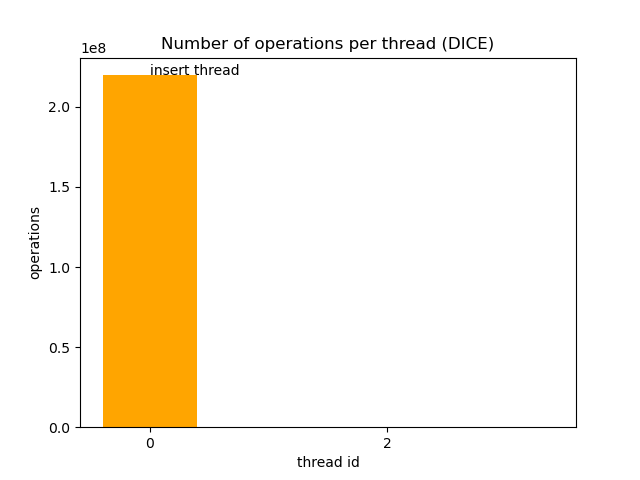 Number of operations per thread (DICE)
1e8
insert thread
2.0
1.5
1.0
0.5
0.0
operations
0 2
thread id